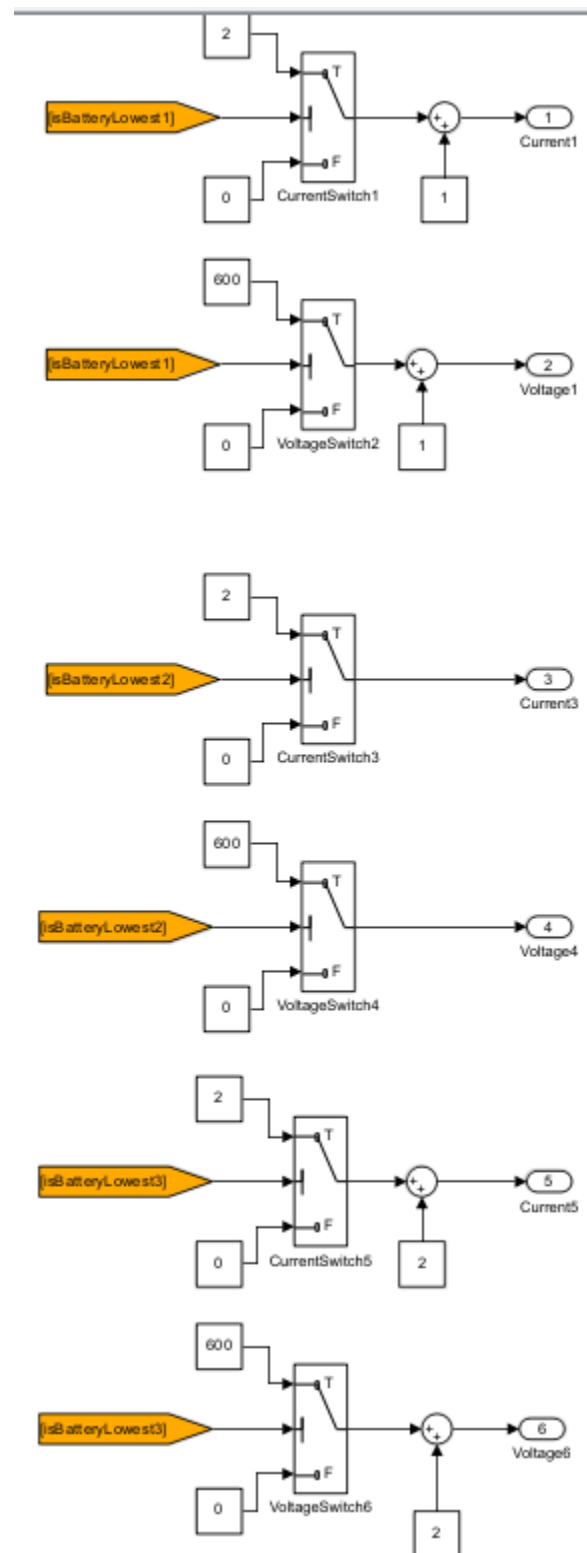 2
T
[isBatteryLowest1]
1
Current1
F
0
CurrentSwitch1
1
600
T
[isBatteryLowest1]
2
Voltage1
F
0
VoltageSwitch2
1
2
T
[isBatteryLowest2]
3
Current3
F
0
CurrentSwitch3
600
T
[isBatteryLowest2]
4
Voltage4
F
0
VoltageSwitch4
2
T
[isBatteryLowest3]
5
Current5
F
0
CurrentSwitch5
2
600
T
[isBatteryLowest3]
6
Voltage6
F
0
VoltageSwitch6
2